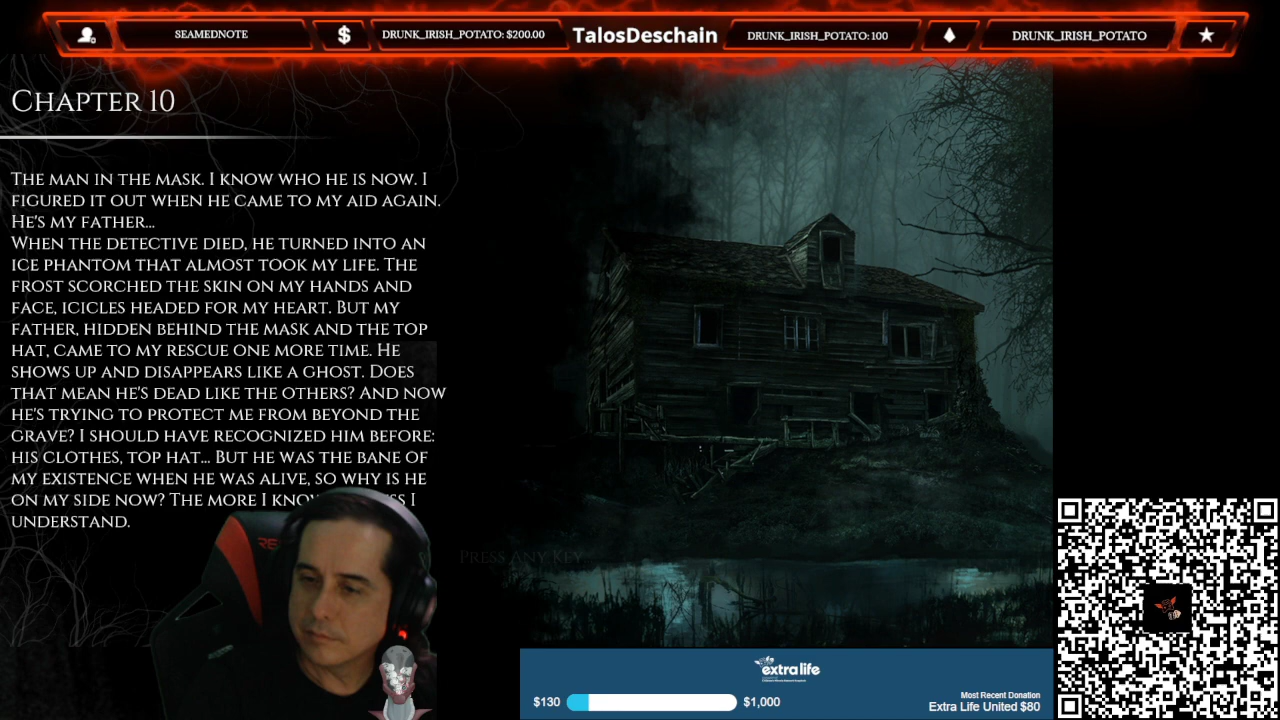 SEAMEDNOTE
DRUNK_IRISH_POTATO: $200.00
TalosDeschain
DRUNK_IRISH_POTATO: 100
DRUNK_IRISH_POTATO
CHAPTER 10
THE MAN IN THE MASK. I KNOW WHO HE IS NOW. I
FIGURED IT OUT WHEN HE CAME TO MY AID AGAIN.
HE'S MY FATHER...
WHEN THE DETECTIVE DIED, HE TURNED INTO AN
ICE PHANTOM THAT ALMOST TOOK MY LIFE. THE
FROST SCORCHED THE SKIN ON MY HANDS AND
FACE, ICICLES HEADED FOR MY HEART. BUT MY
FATHER, HIDDEN BEHIND THE MASK AND THE TOP
HAT, CAME TO MY RESCUE ONE MORE TIME. HE
SHOWS UP AND DISAPPEARS LIKE A GHOST. DOES
THAT MEAN HE'S DEAD LIKE THE OTHERS? AND NOW
HE'S TRYING TO PROTECT ME FROM BEYOND THE
GRAVE? I SHOULD HAVE RECOGNIZED HIM BEFORE:
HIS CLOTHES, TOP HAT... BUT HE WAS THE BANE OF
MY EXISTENCE WHEN HE WAS ALIVE, SO WHY IS HE
ON MY SIDE NOW? THE MORE I I
UNDERSTAND.
PRESS ANY KEY
extra life
$130
$1,000
Most Recent Donation
Extra Life United $80